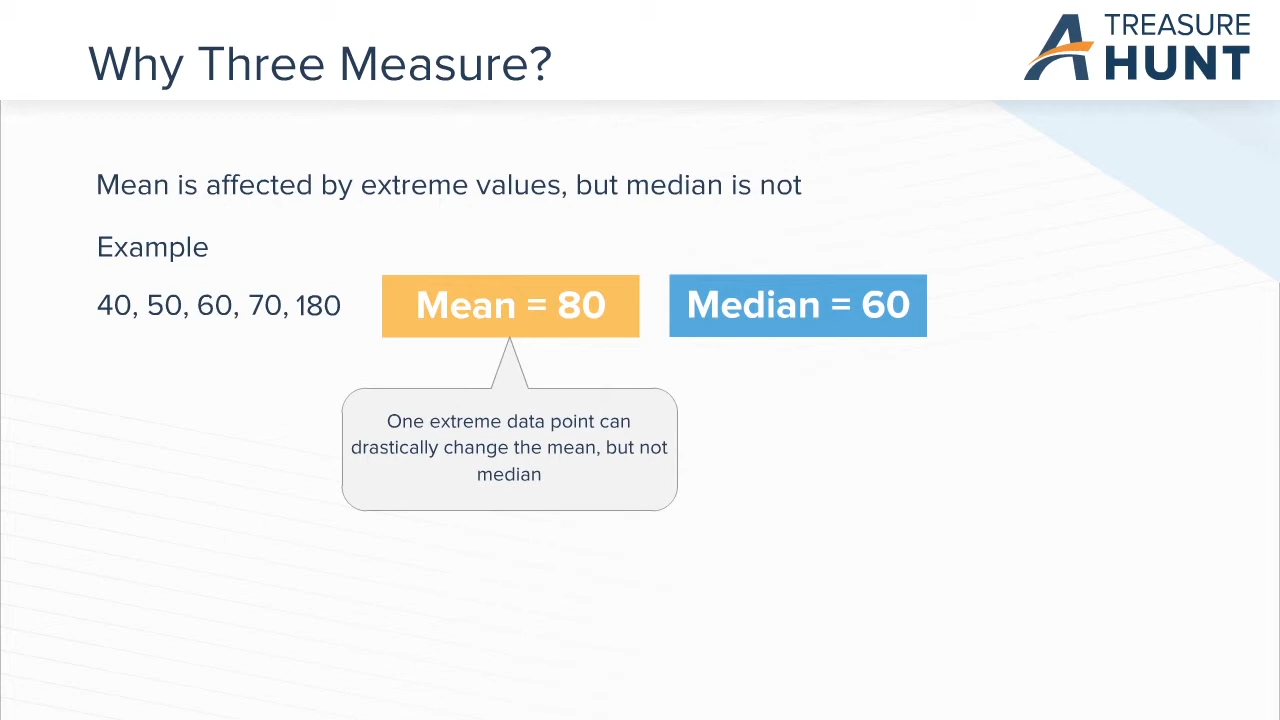 Why Three Measure?
TREASURE
HUNT
Mean is affected by extreme values, but median is not
Example
40, 50, 60, 70, 180
Mean = 80
Median = 60
One extreme data point can
drastically change the mean, but not
median